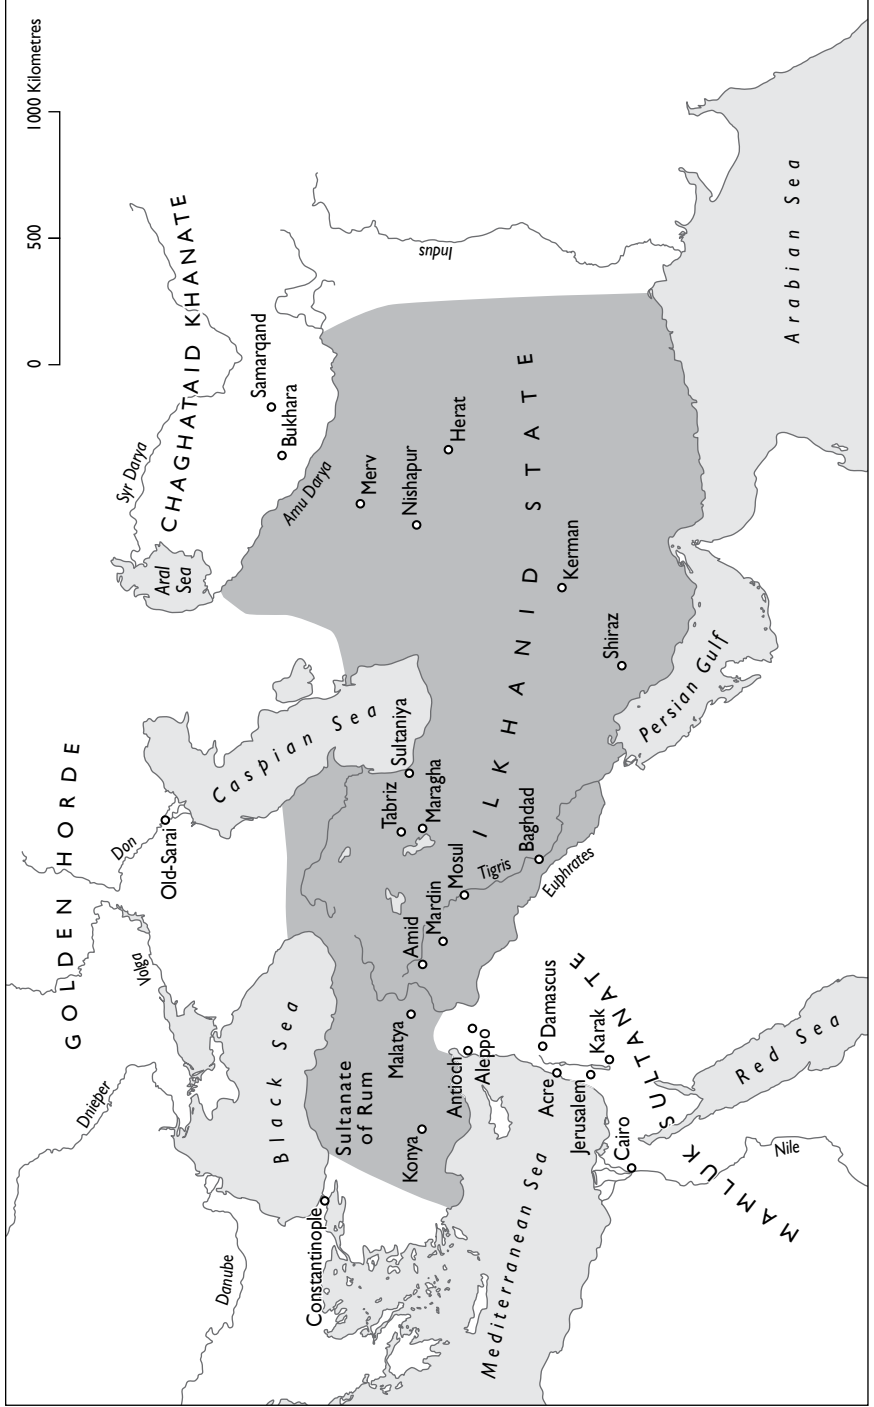 GOLDEN HORDE
Dnieper
Danube
Volga
Don
Old-Sarai
Aral
Sea
Syr Darya
CHAGHATAID KHANATE
Samarqand
Bukhara
Amu Darya
0
500
1000 Kilometres
Black Sea
Caspian Sea
Constantinople
Sultanate
of Rum
Konya
Malatya
Amid
Mardin
Mosul
Tabriz
Maragha
Sultaniya
Merv
Nishapur
Herat
Indus
ILKHANID STATE
Tigris
Baghdad
Euphrates
Kerman
Shiraz
Persian Gulf
Arabian Sea
Antioch
Aleppo
Damascus
Acre
Jerusalem
Karak
Cairo
Mediterranean Sea
MAMLUK SULTANATE
Nile
Red Sea